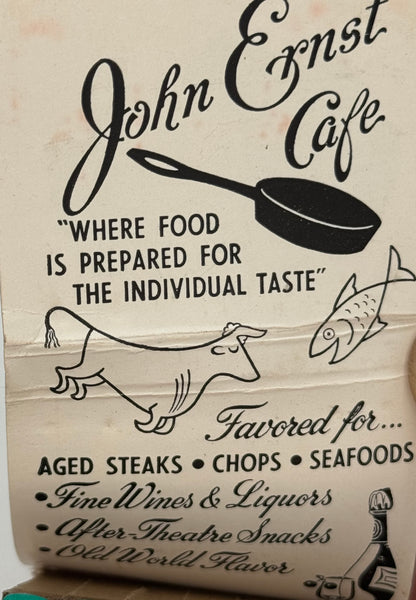 John Ernst
Cafe
"WHERE FOOD
IS PREPARED FOR
THE INDIVIDUAL TASTE"
Favored for...
AGED STEAKS • CHOPS • SEAFOODS
• Fine Wines & Liquors
• After-Theatre Snacks
• Old World Flavor